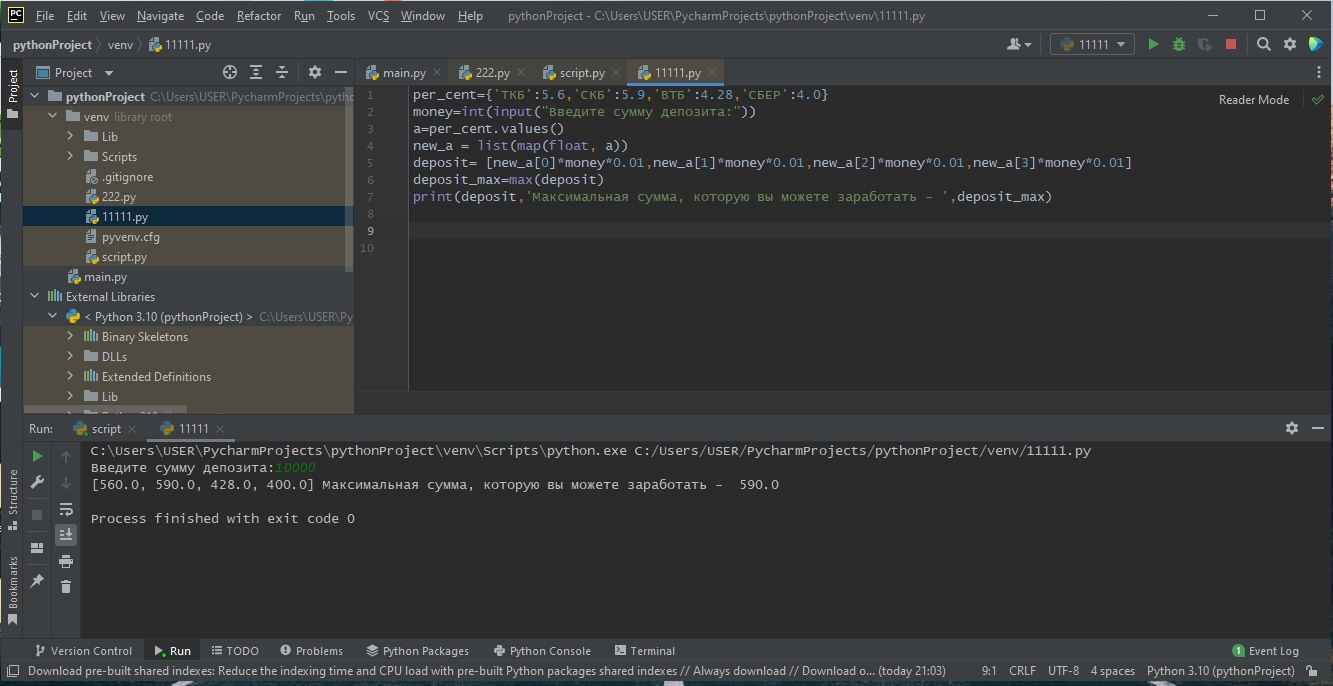 PC File Edit View Navigate Code Refactor Run Tools VCS Window Help pythonProject - C:\Users\USER\PycharmProjects\pythonProject\venv\11111.py
pythonProject venv 11111.py 11111
Project
Project
main.py 222.py script.py 11111.py
pythonProject C:\Users\USER\PycharmProjects\pytho
venv library root
Lib
Scripts
.gitignore
222.py
11111.py
pyvenv.cfg
script.py
main.py
External Libraries
< Python 3.10 (pythonProject) > C:\Users\USER\Py
Binary Skeletons
DLLs
Extended Definitions
Lib
Reader Mode
1 per_cent={'ТКБ':5.6,'СКБ':5.9,'ВТБ':4.28,'СБЕР':4.0}
2 money=int(input("Введите сумму депозита:"))
3 a=per_cent.values()
4 new_a = list(map(float, a))
5 deposit= [new_a[0]*money*0.01,new_a[1]*money*0.01,new_a[2]*money*0.01,new_a[3]*money*0.01]
6 deposit_max=max(deposit)
7 print(deposit,'Максимальная сумма, которую вы можете заработать - ',deposit_max)
8
9
10
Run: script 11111
C:\Users\USER\PycharmProjects\pythonProject\venv\Scripts\python.exe C:/Users/USER/PycharmProjects/pythonProject/venv/11111.py
Введите сумму депозита:10000
[560.0, 590.0, 428.0, 400.0] Максимальная сумма, которую вы можете заработать -  590.0
Process finished with exit code 0
Structure
Bookmarks
Version Control Run TODO Problems Python Packages Python Console Terminal 1 Event Log
Download pre-built shared indexes: Reduce the indexing time and CPU load with pre-built Python packages shared indexes // Always download // Download o... (today 21:03) 9:1 CRLF UTF-8 4 spaces Python 3.10 (pythonProject)